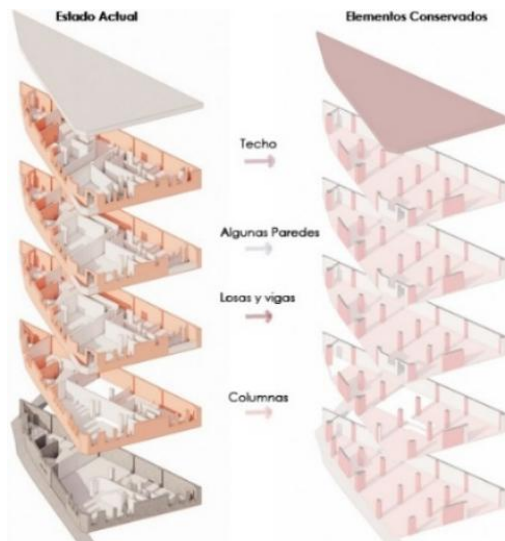 Estado Actual
Elementos Conservados
Techo
Algunas Paredes
Losas y vigas
Columnas